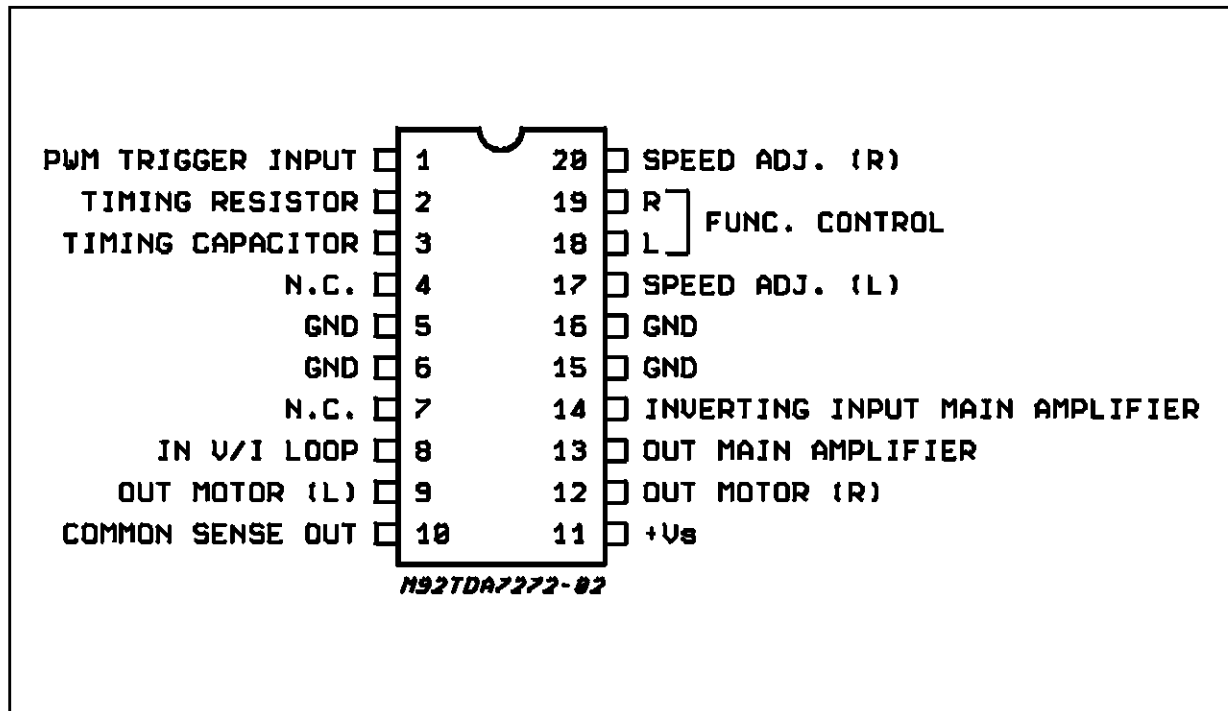 PWM TRIGGER INPUT 1 20 SPEED ADJ. (R)
TIMING RESISTOR 2 19 R
FUNC. CONTROL
TIMING CAPACITOR 3 18 L
N.C. 4 17 SPEED ADJ. (L)
GND 5 16 GND
GND 6 15 GND
N.C. 7 14 INVERTING INPUT MAIN AMPLIFIER
IN V/I LOOP 8 13 OUT MAIN AMPLIFIER
OUT MOTOR (L) 9 12 OUT MOTOR (R)
COMMON SENSE OUT 10 11 +Vs
M92TDA7272-02